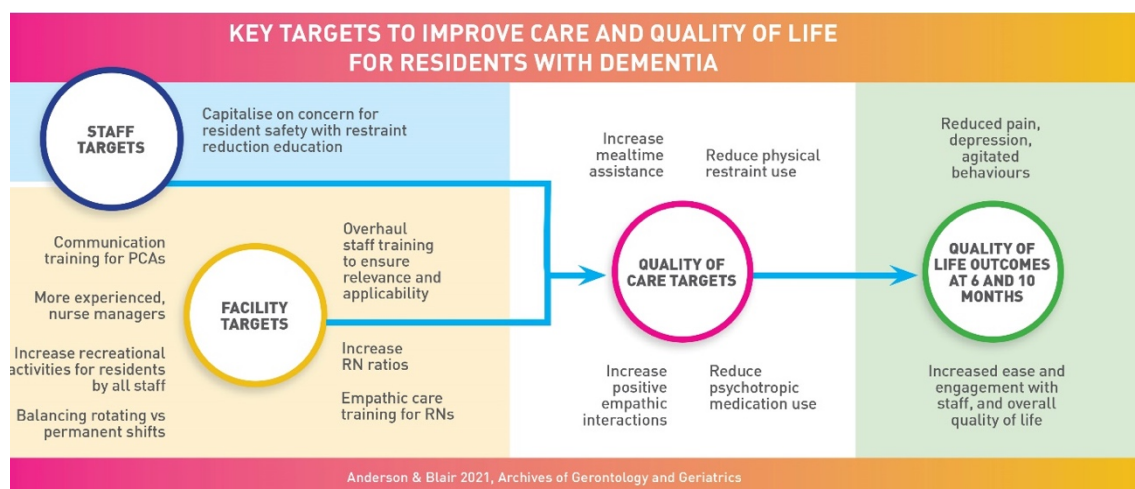 KEY TARGETS TO IMPROVE CARE AND QUALITY OF LIFE
FOR RESIDENTS WITH DEMENTIA
STAFF
TARGETS
Capitalise on concern for
resident safety with restraint
reduction education
Communication
training for PCAs
More experienced,
nurse managers
Increase recreational
activities for residents
by all staff
Balancing rotating vs
permanent shifts
FACILITY
TARGETS
Overhaul
staff training
to ensure
relevance and
applicability
Increase
RN ratios
Empathic care
training for RNs
Increase
mealtime
assistance
Reduce physical
restraint use
QUALITY OF
CARE TARGETS
Increase
positive
empathic
interactions
Reduce
psychotropic
medication use
Reduced pain,
depression,
agitated
behaviours
QUALITY OF
LIFE OUTCOMES
AT 6 AND 10
MONTHS
Increased ease and
engagement with
staff, and overall
quality of life
Anderson & Blair 2021, Archives of Gerontology and Geriatrics